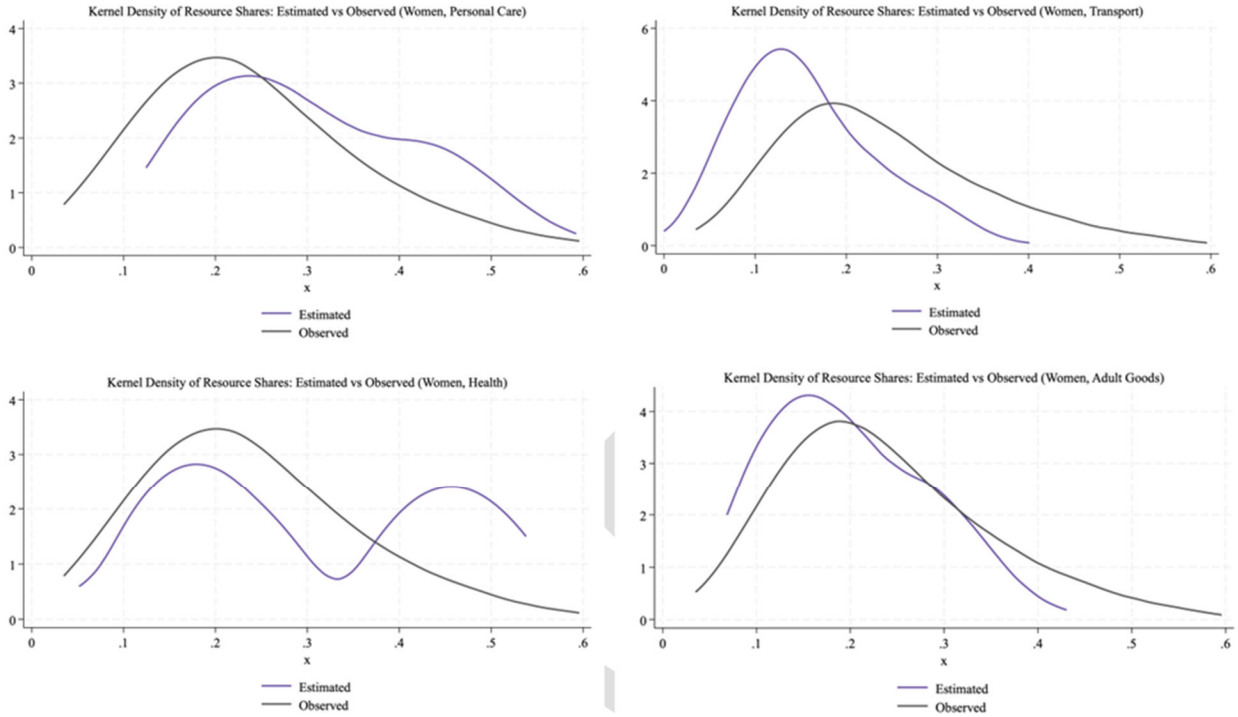 Kernel Density of Resource Shares: Estimated vs Observed (Women, Personal Care)
4
3
2
1
0
0 .1 .2 .3 .4 .5 .6
x
Estimated
Observed
Kernel Density of Resource Shares: Estimated vs Observed (Women, Transport)
6
4
2
0
0 .1 .2 .3 .4 .5 .6
x
Estimated
Observed
Kernel Density of Resource Shares: Estimated vs Observed (Women, Health)
4
3
2
1
0
0 .1 .2 .3 .4 .5 .6
x
Estimated
Observed
Kernel Density of Resource Shares: Estimated vs Observed (Women, Adult Goods)
4
3
2
1
0
0 .1 .2 .3 .4 .5 .6
x
Estimated
Observed